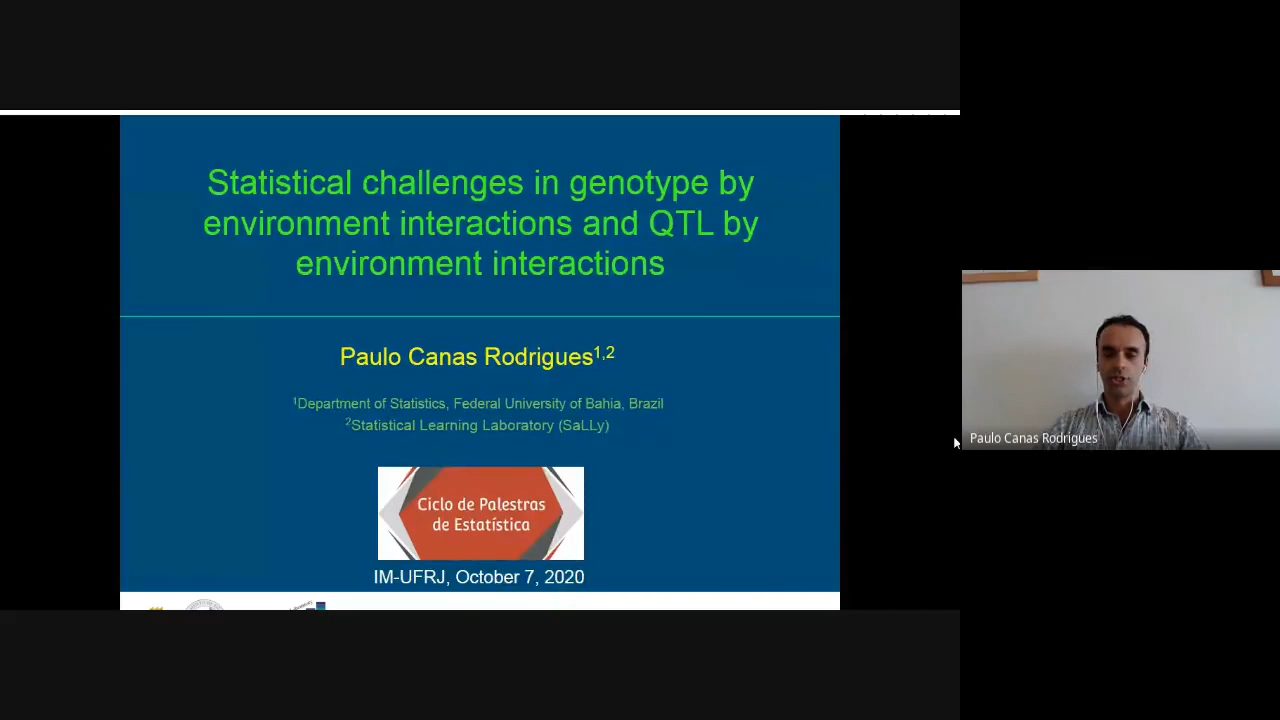 Statistical challenges in genotype by
environment interactions and QTL by
environment interactions
Paulo Canas Rodrigues1,2
1Department of Statistics, Federal University of Bahia, Brazil
2Statistical Learning Laboratory (SaLLy)
Ciclo de Palestras
de Estatística
IM-UFRJ, October 7, 2020
Paulo Canas Rodrigues